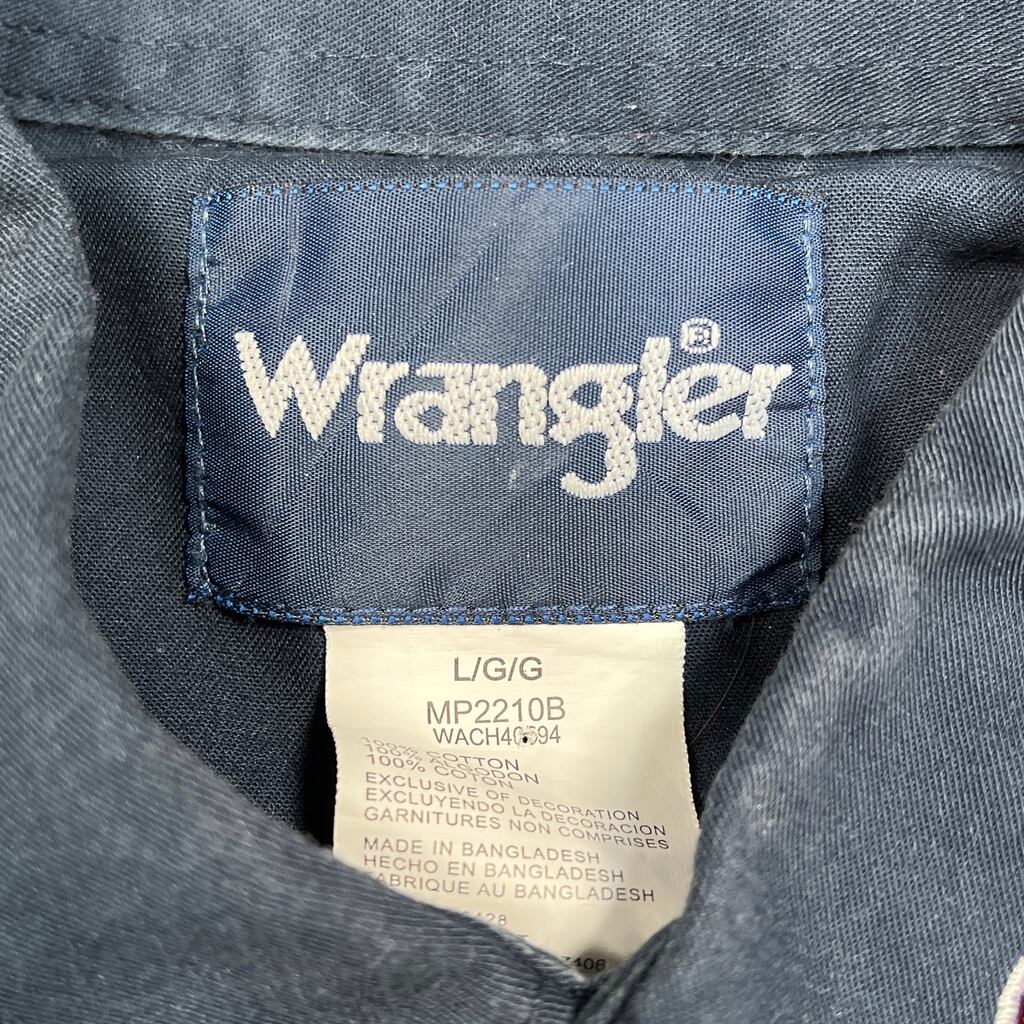 Wrangler®
L/G/G
MP2210B
100% COTTON
100% ALGODON
100% COTON
EXCLUSIVE OF DECORATION
EXCLUYENDO LA DECORACION
GARNITURES NON COMPRISES
MADE IN BANGLADESH
HECHO EN BANGLADESH
FABRIQUE AU BANGLADESH